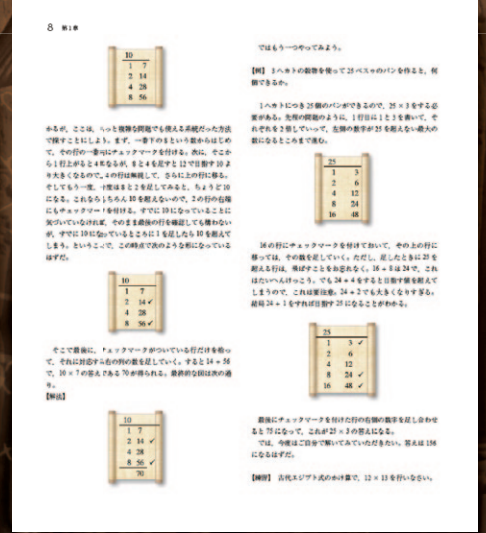 8 第1章
10
1 7
2 14
4 28
8 56
かるが、ここは、もっと複雑な問題でも使える系統だった方法
で探すことにしよう。まず、一番下の8という数からはじめ
て、その行の一番右にチェックマークを付ける。次に、そこか
ら1行上がると4になるが、8と4を足すと12で目指す10よ
り大きくなるので、4の行は無視して、さらに上の行に移る。
そしてもう一度、今度は8と2を足してみると、ちょうど10
になる。これならもちろん10を超えないので、2の行の右端
にもチェックマークを付ける。すでに10になっていることに
気づいていなければ、そのまま最後の行を確認しても構わない
が、すでに10になっているところに1を足したら10を超えて
しまう。ということで、この時点で次のような形になっている
はずだ。
10
1 7
2 14 ✓
4 28
8 56 ✓
そこで最後に、チェックマークがついている行だけを拾っ
て、それに対応する右の列の数を足していく。すると14 + 56
で、10 × 7の答えである70が得られる。最終的な図は次の通
り。
【解法】
10
1 7
2 14 ✓
4 28
8 56 ✓
70
ではもう一つやってみよう。
【例】 3ヘカトの穀物を使って25ペスゥのパンを作ると、何
個できるか。
1ヘカトにつき25個のパンができるので、25 × 3をする必
要がある。先程の問題のように、1行目に1と3を書いて、そ
れぞれを2倍していって、左側の数字が25を超えない最大の
数になるところまで進む。
25
1 3
2 6
4 12
8 24
16 48
16の行にチェックマークを付けておいて、その上の行に
移っては、その数を足していく。ただし、足したときに25を
超える行は、飛ばすことをお忘れなく。16 + 8は24で、これ
はたいへんけっこう。でも24 + 4をすると目指す値を超えて
しまうので、これは要注意。24 + 2でも大きくなりすぎる。
結局24 + 1をすれば目指す25になることがわかる。
25
1 3 ✓
2 6
4 12
8 24 ✓
16 48 ✓
最後にチェックマークを付けた行の右側の数字を足し合わせ
ると75になって、これが25 × 3の答えになる。
では、今度はご自分で解いてみていただきたい。答えは156
になるはずだ。
【練習】 古代エジプト式のかけ算で、12 × 13を行いなさい。